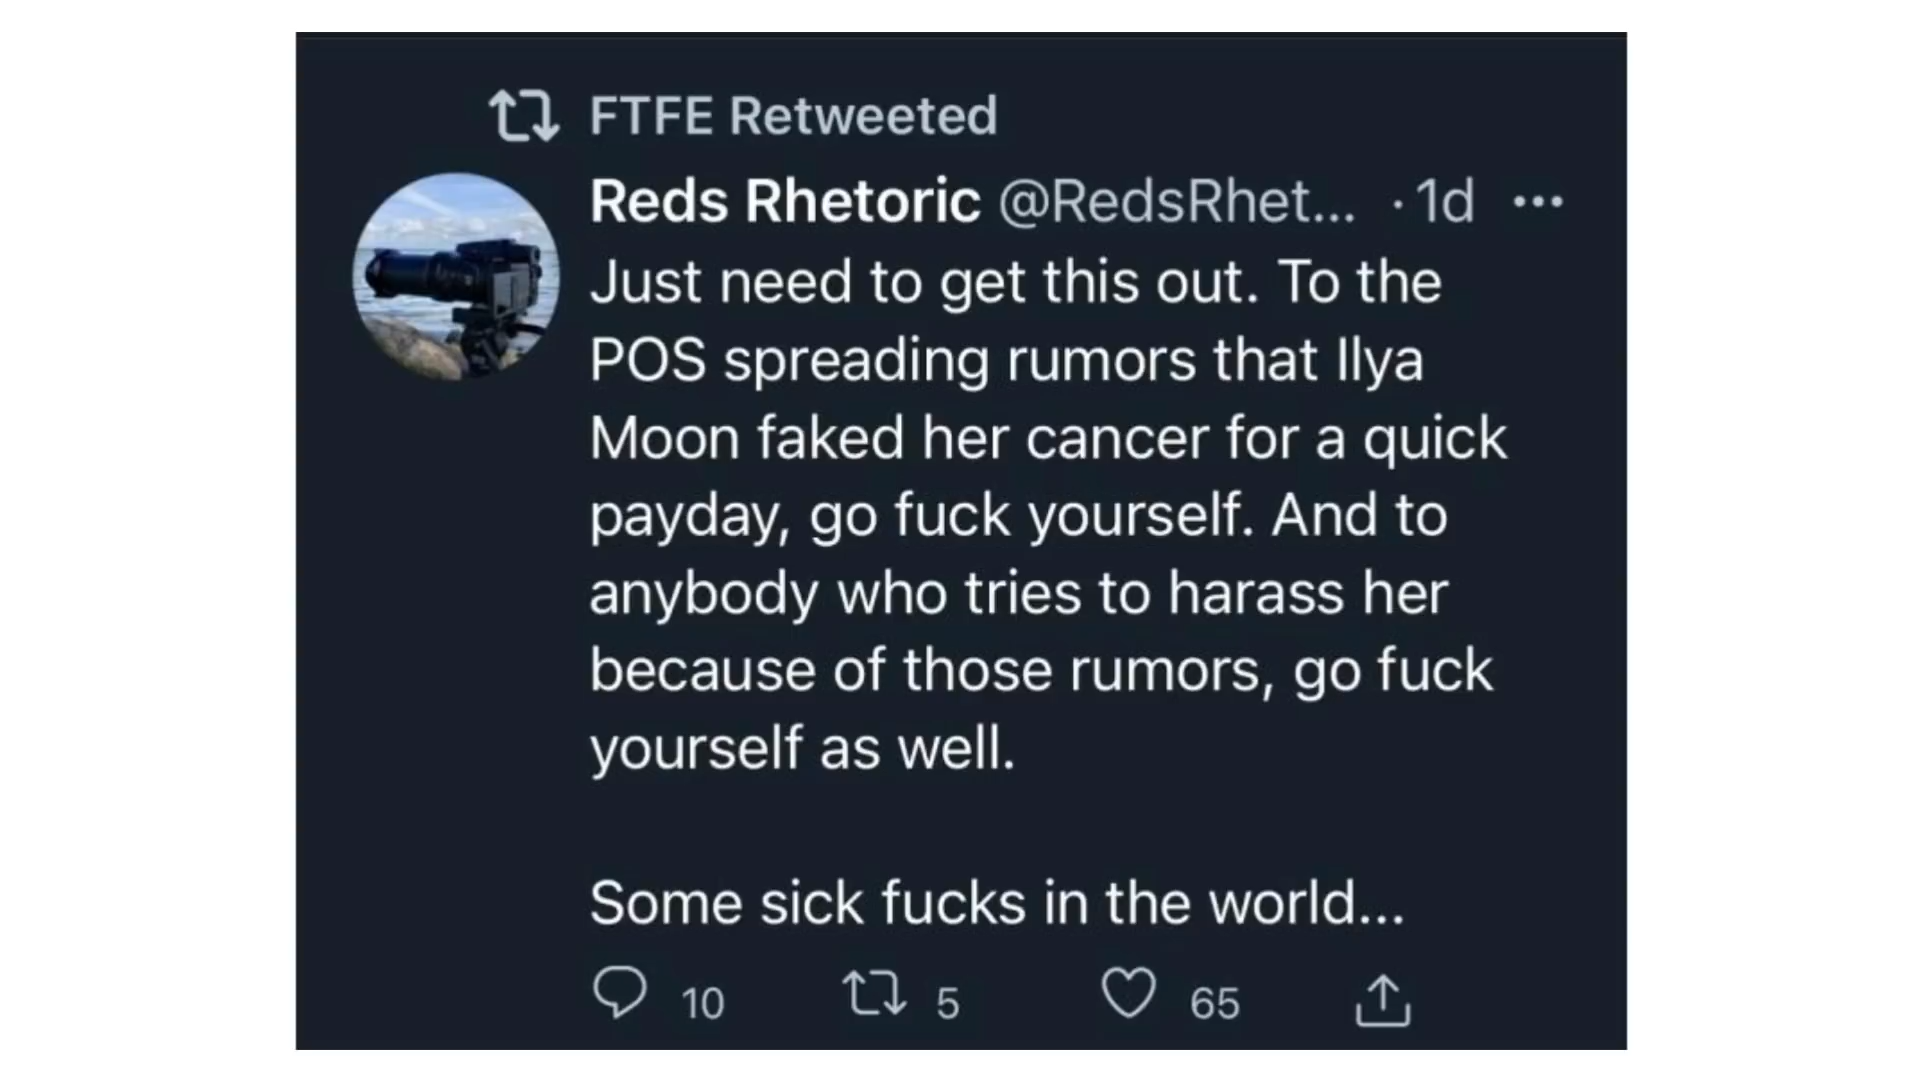 FTFE Retweeted
Reds Rhetoric @RedsRhet... · 1d ...
Just need to get this out. To the
POS spreading rumors that Ilya
Moon faked her cancer for a quick
payday, go fuck yourself. And to
anybody who tries to harass her
because of those rumors, go fuck
yourself as well.
Some sick fucks in the world...
10 5 65